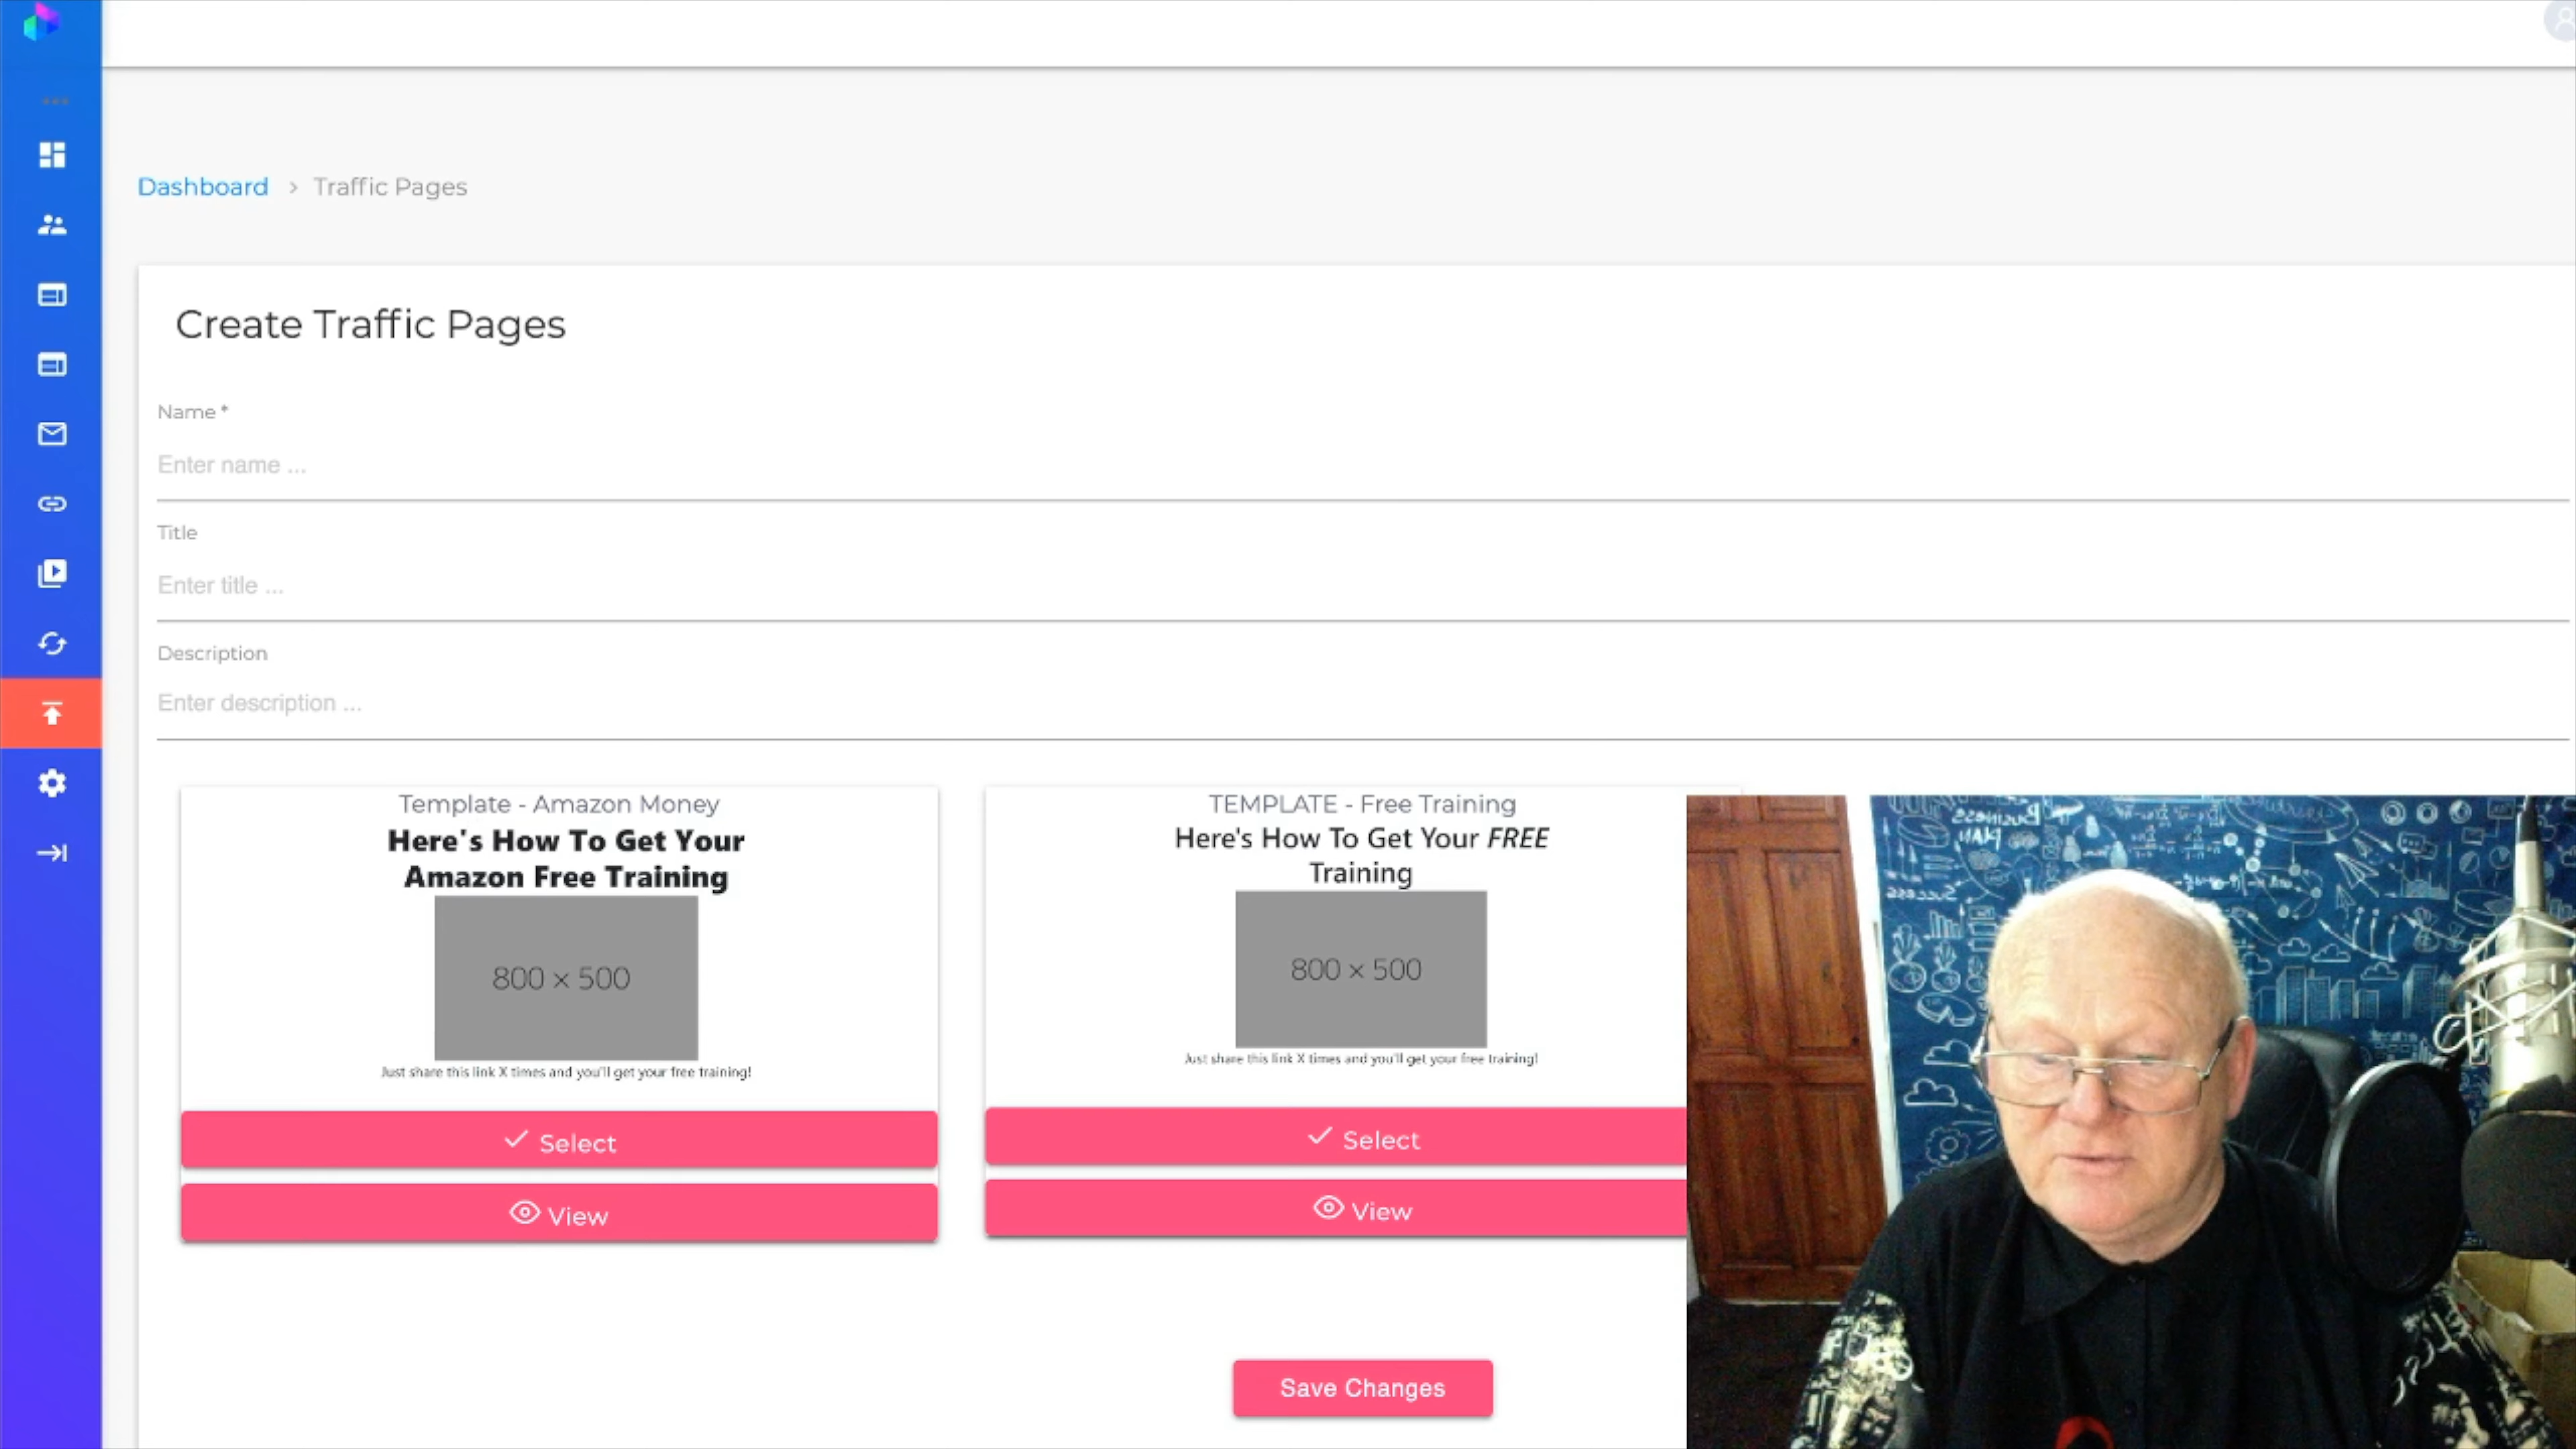 Dashboard > Traffic Pages
Create Traffic Pages
Name *
Enter name ...
Title
Enter title ...
Description
Enter description ...
Template - Amazon Money
Here's How To Get Your
Amazon Free Training
800 × 500
Just share this link X times and you'll get your free training!
Select
View
TEMPLATE - Free Training
Here's How To Get Your FREE
Training
800 × 500
Just share this link X times and you'll get your free training!
Select
View
Business
PLAN
Success
Save Changes